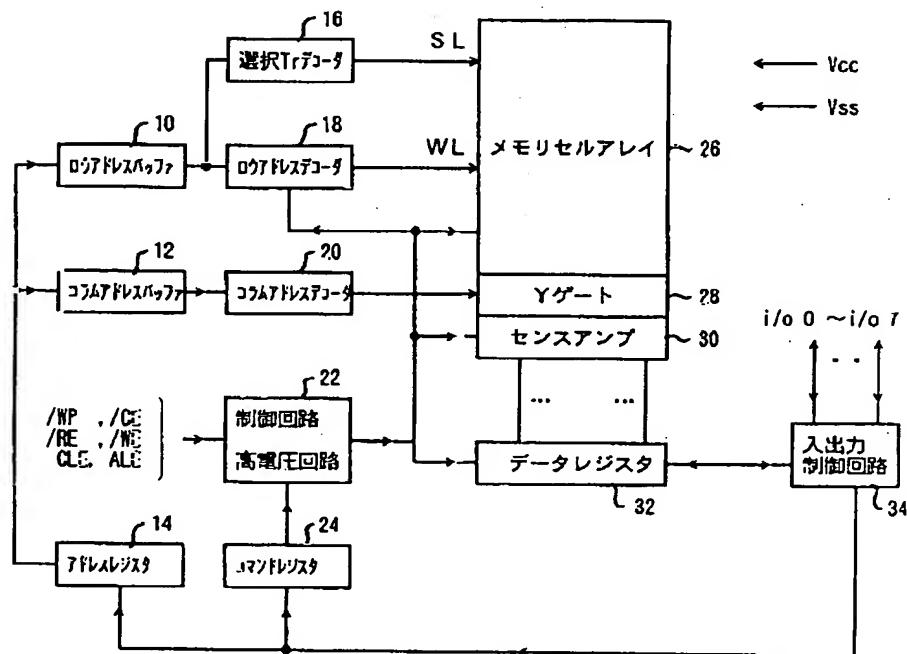 16
選択Trデコーダ
SL
Vcc
Vss
10
18
ロウアドレスバッファ
ロウアドレスデコーダ
WL
メモリセルアレイ
26
12
20
コラムアドレスバッファ
コラムアドレスデコーダ
Yゲート
28
センスアンプ
30
i/o 0 ~i/o 7
・・
22
/WP , /CE
/RE , /WE
CLE, ALE
制御回路
高電圧回路
...
...
データレジスタ
32
入出力
制御回路
34
14
24
アドレスレジスタ
コマンドレジスタ